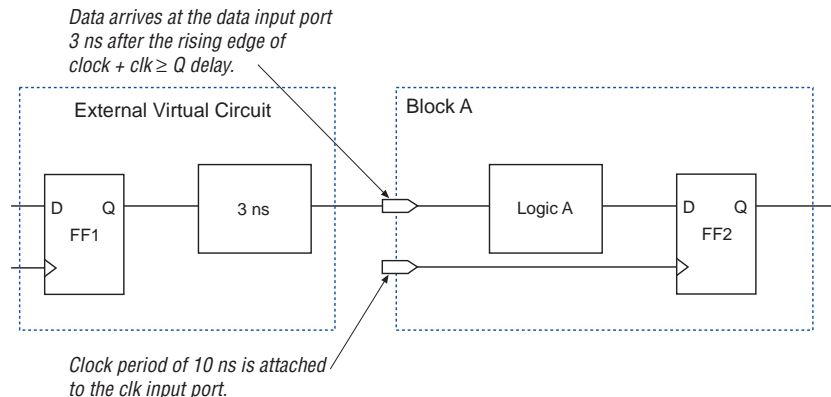 Data arrives at the data input port
3 ns after the rising edge of
clock + clk ≥ Q delay.
External Virtual Circuit
Block A
D Q
FF1
3 ns
Logic A
D Q
FF2
Clock period of 10 ns is attached
to the clk input port.